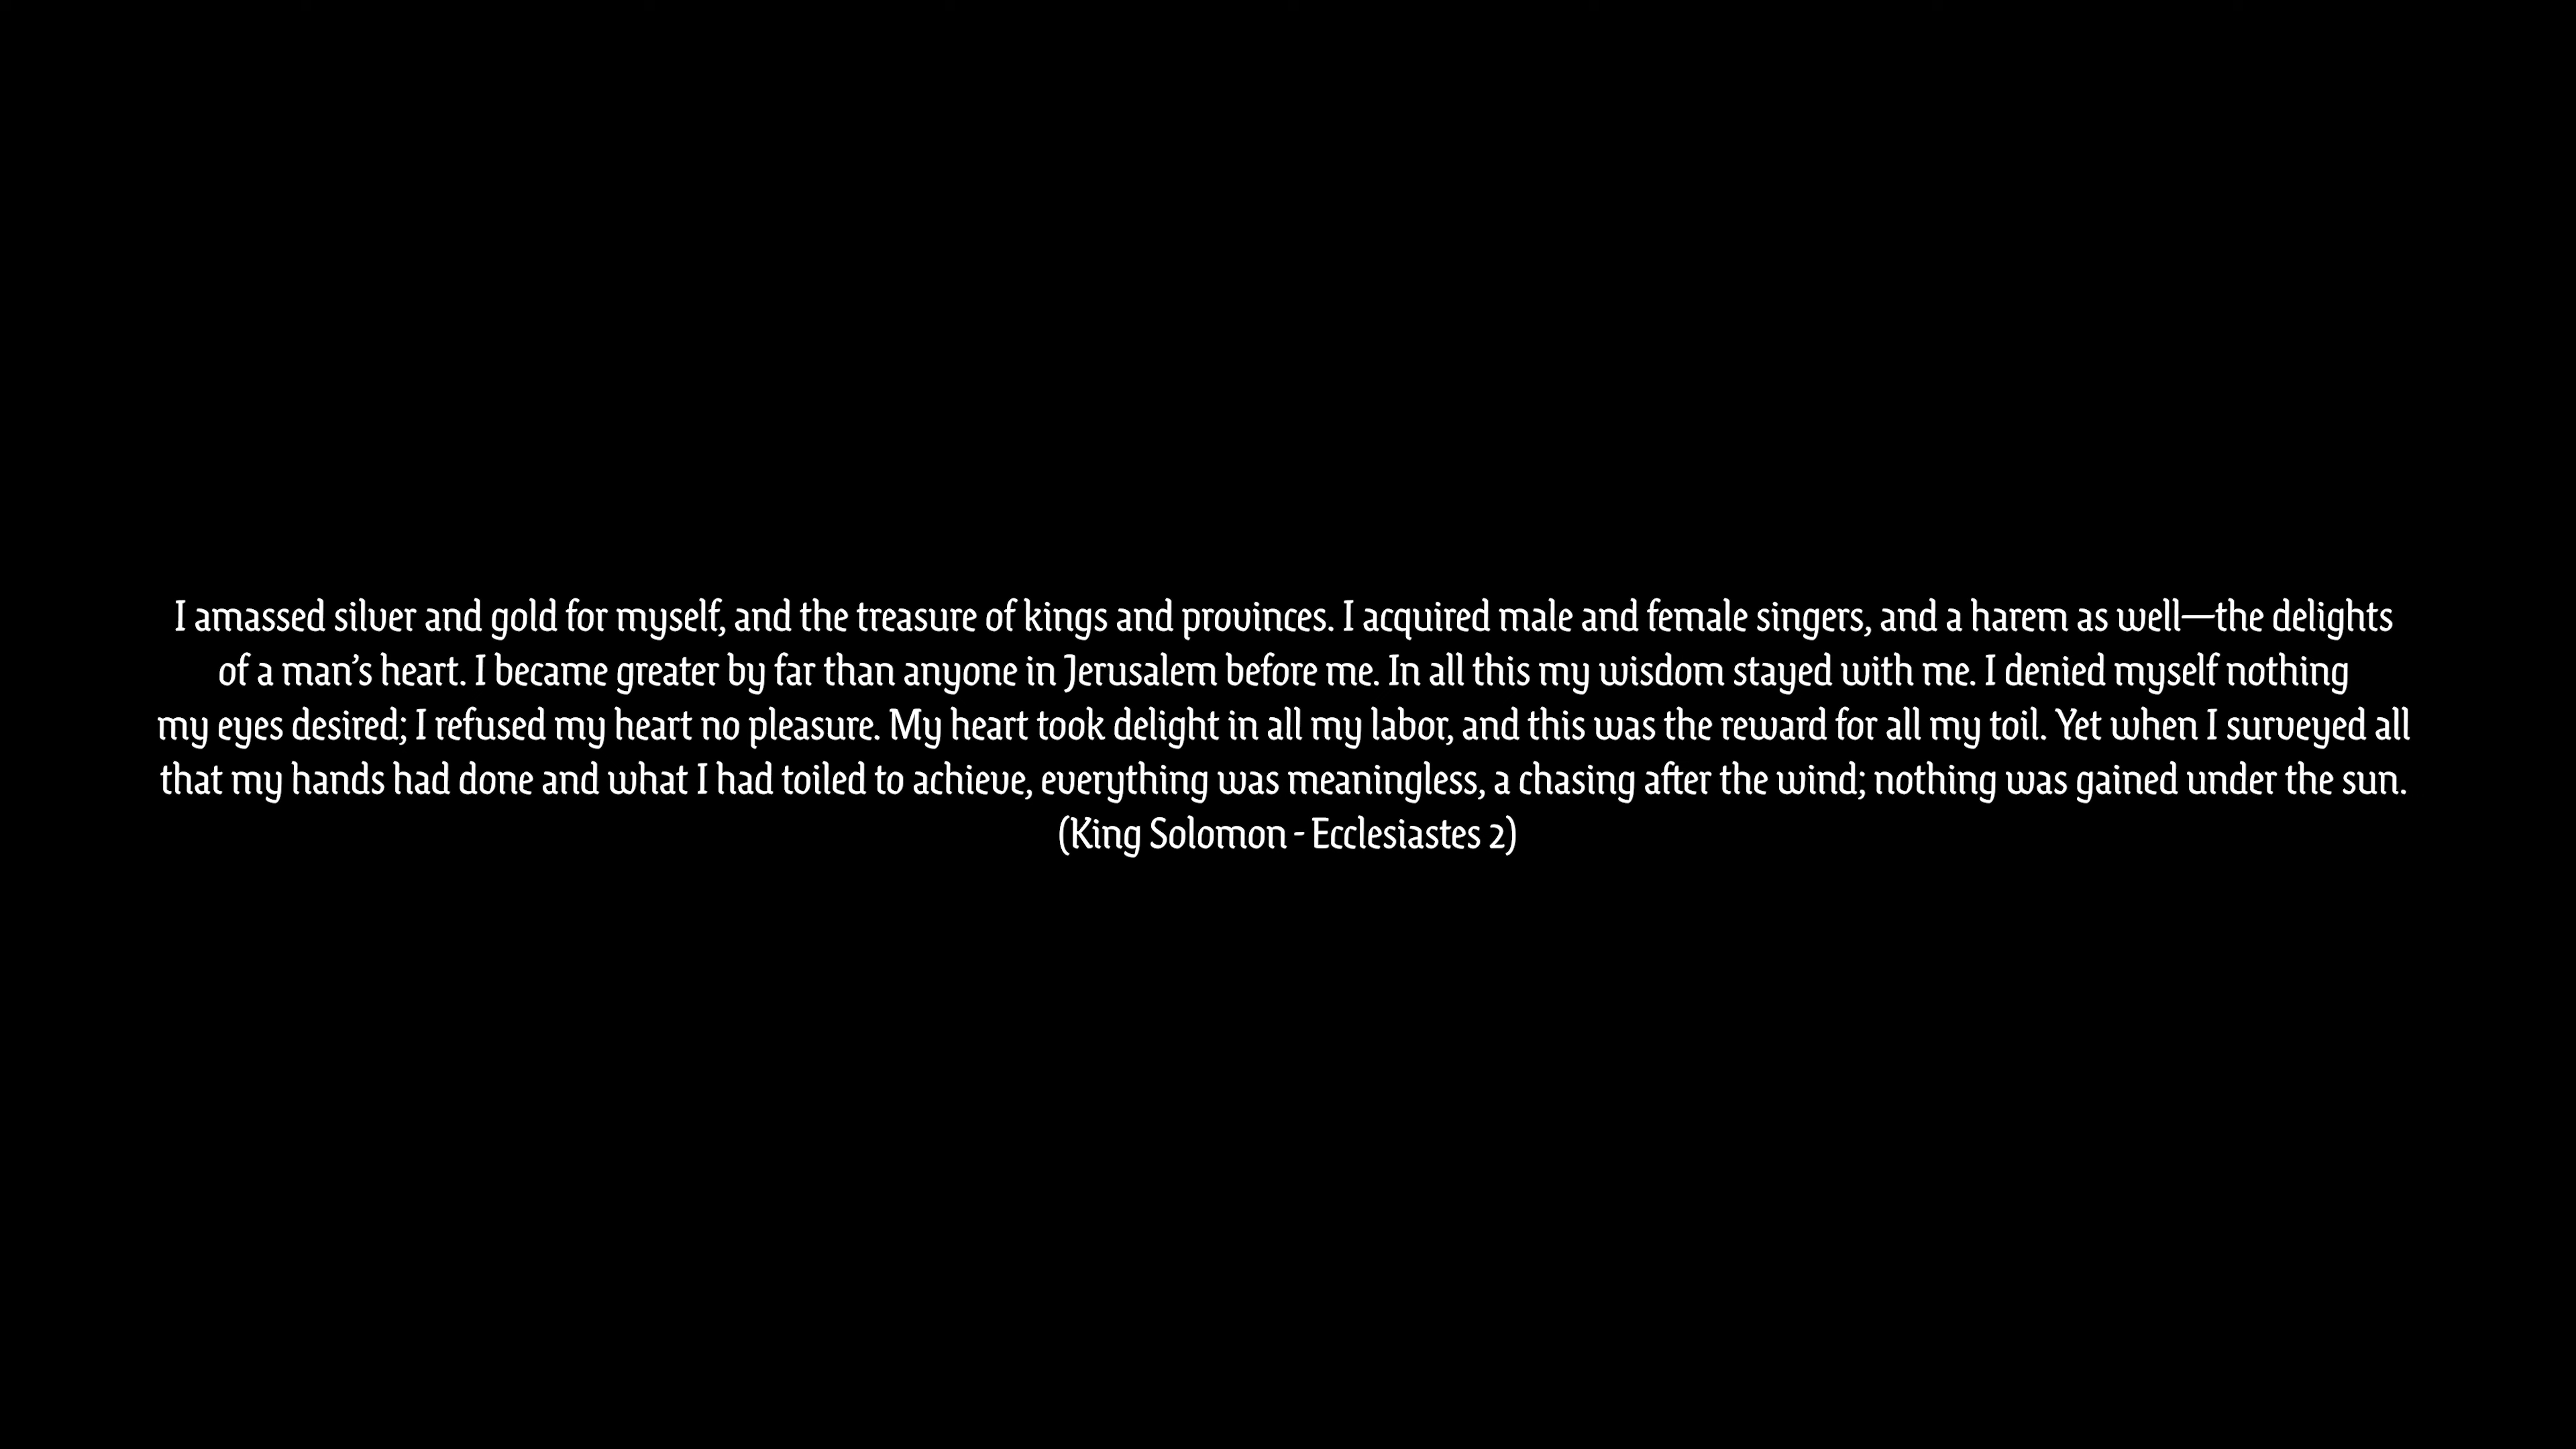 I amassed silver and gold for myself, and the treasure of kings and provinces. I acquired male and female singers, and a harem as well—the delights
of a man’s heart. I became greater by far than anyone in Jerusalem before me. In all this my wisdom stayed with me. I denied myself nothing
my eyes desired; I refused my heart no pleasure. My heart took delight in all my labor, and this was the reward for all my toil. Yet when I surveyed all
that my hands had done and what I had toiled to achieve, everything was meaningless, a chasing after the wind; nothing was gained under the sun.
(King Solomon - Ecclesiastes 2)